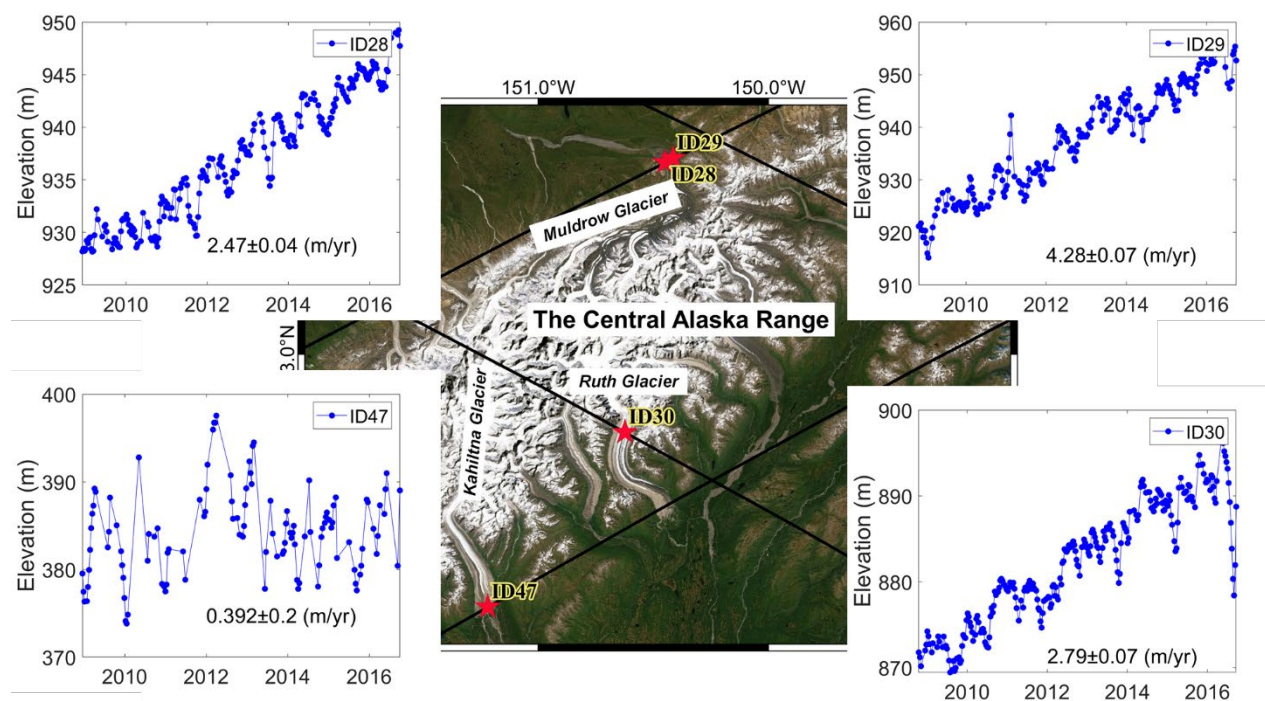 950
945
940
935
930
925
Elevation (m)
ID28
2.47±0.04 (m/yr)
2010
2012
2014
2016
151.0°W
150.0°W
960
950
940
930
920
910
Elevation (m)
ID29
4.28±0.07 (m/yr)
2010
2012
2014
2016
ID29
ID28
Muldrow Glacier
The Central Alaska Range
3.0°N
Ruth Glacier
Kahiltna Glacier
ID30
ID47
400
390
380
370
Elevation (m)
ID47
0.392±0.2 (m/yr)
2010
2012
2014
2016
900
890
880
870
Elevation (m)
ID30
2.79±0.07 (m/yr)
2010
2012
2014
2016